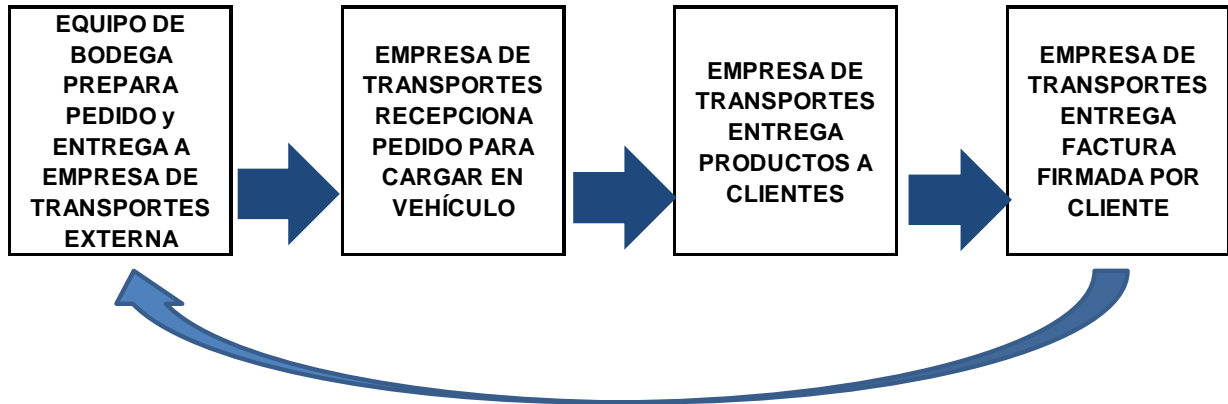 EQUIPO DE
BODEGA
PREPARA
PEDIDO y
ENTREGA A
EMPRESA DE
TRANSPORTES
EXTERNA
EMPRESA DE
TRANSPORTES
RECEPCIONA
PEDIDO PARA
CARGAR EN
VEHÍCULO
EMPRESA DE
TRANSPORTES
ENTREGA
PRODUCTOS A
CLIENTES
EMPRESA DE
TRANSPORTES
ENTREGA
FACTURA
FIRMADA POR
CLIENTE